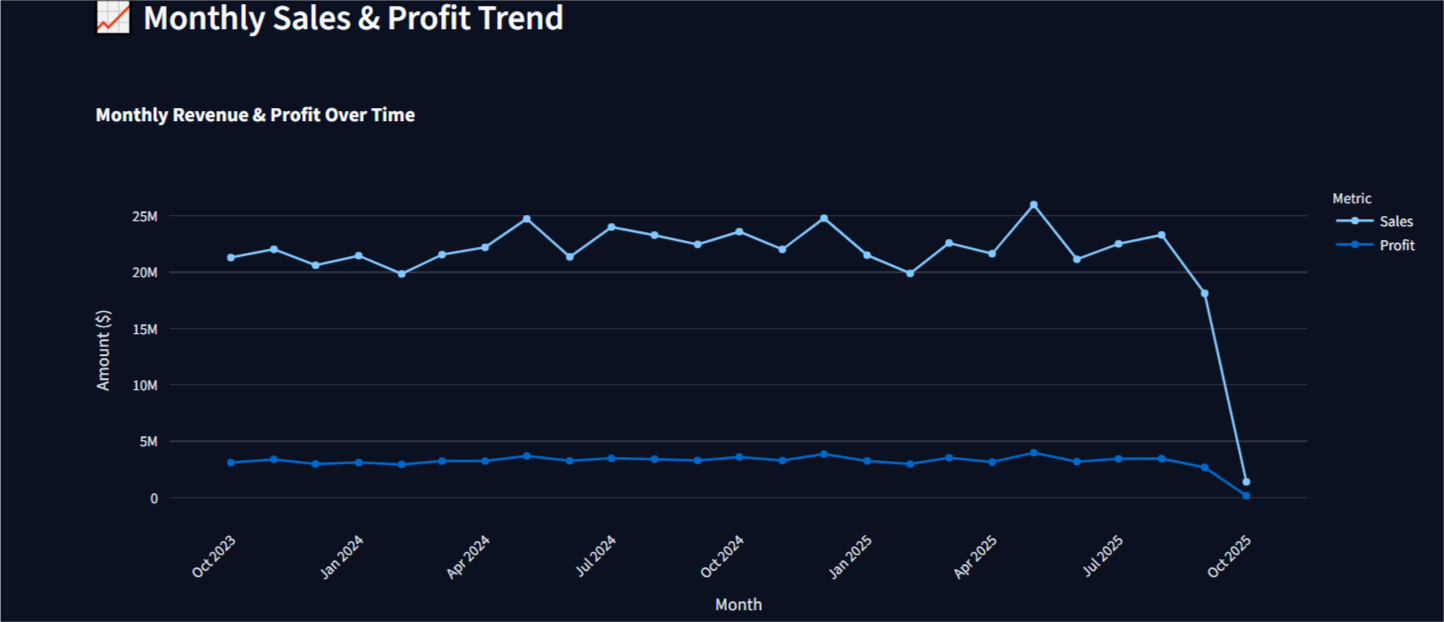 📈 Monthly Sales & Profit Trend
Monthly Revenue & Profit Over Time
Metric
Sales
Profit
Amount ($)
25M
20M
15M
10M
5M
0
Oct 2023
Jan 2024
Apr 2024
Jul 2024
Oct 2024
Jan 2025
Apr 2025
Jul 2025
Oct 2025
Month